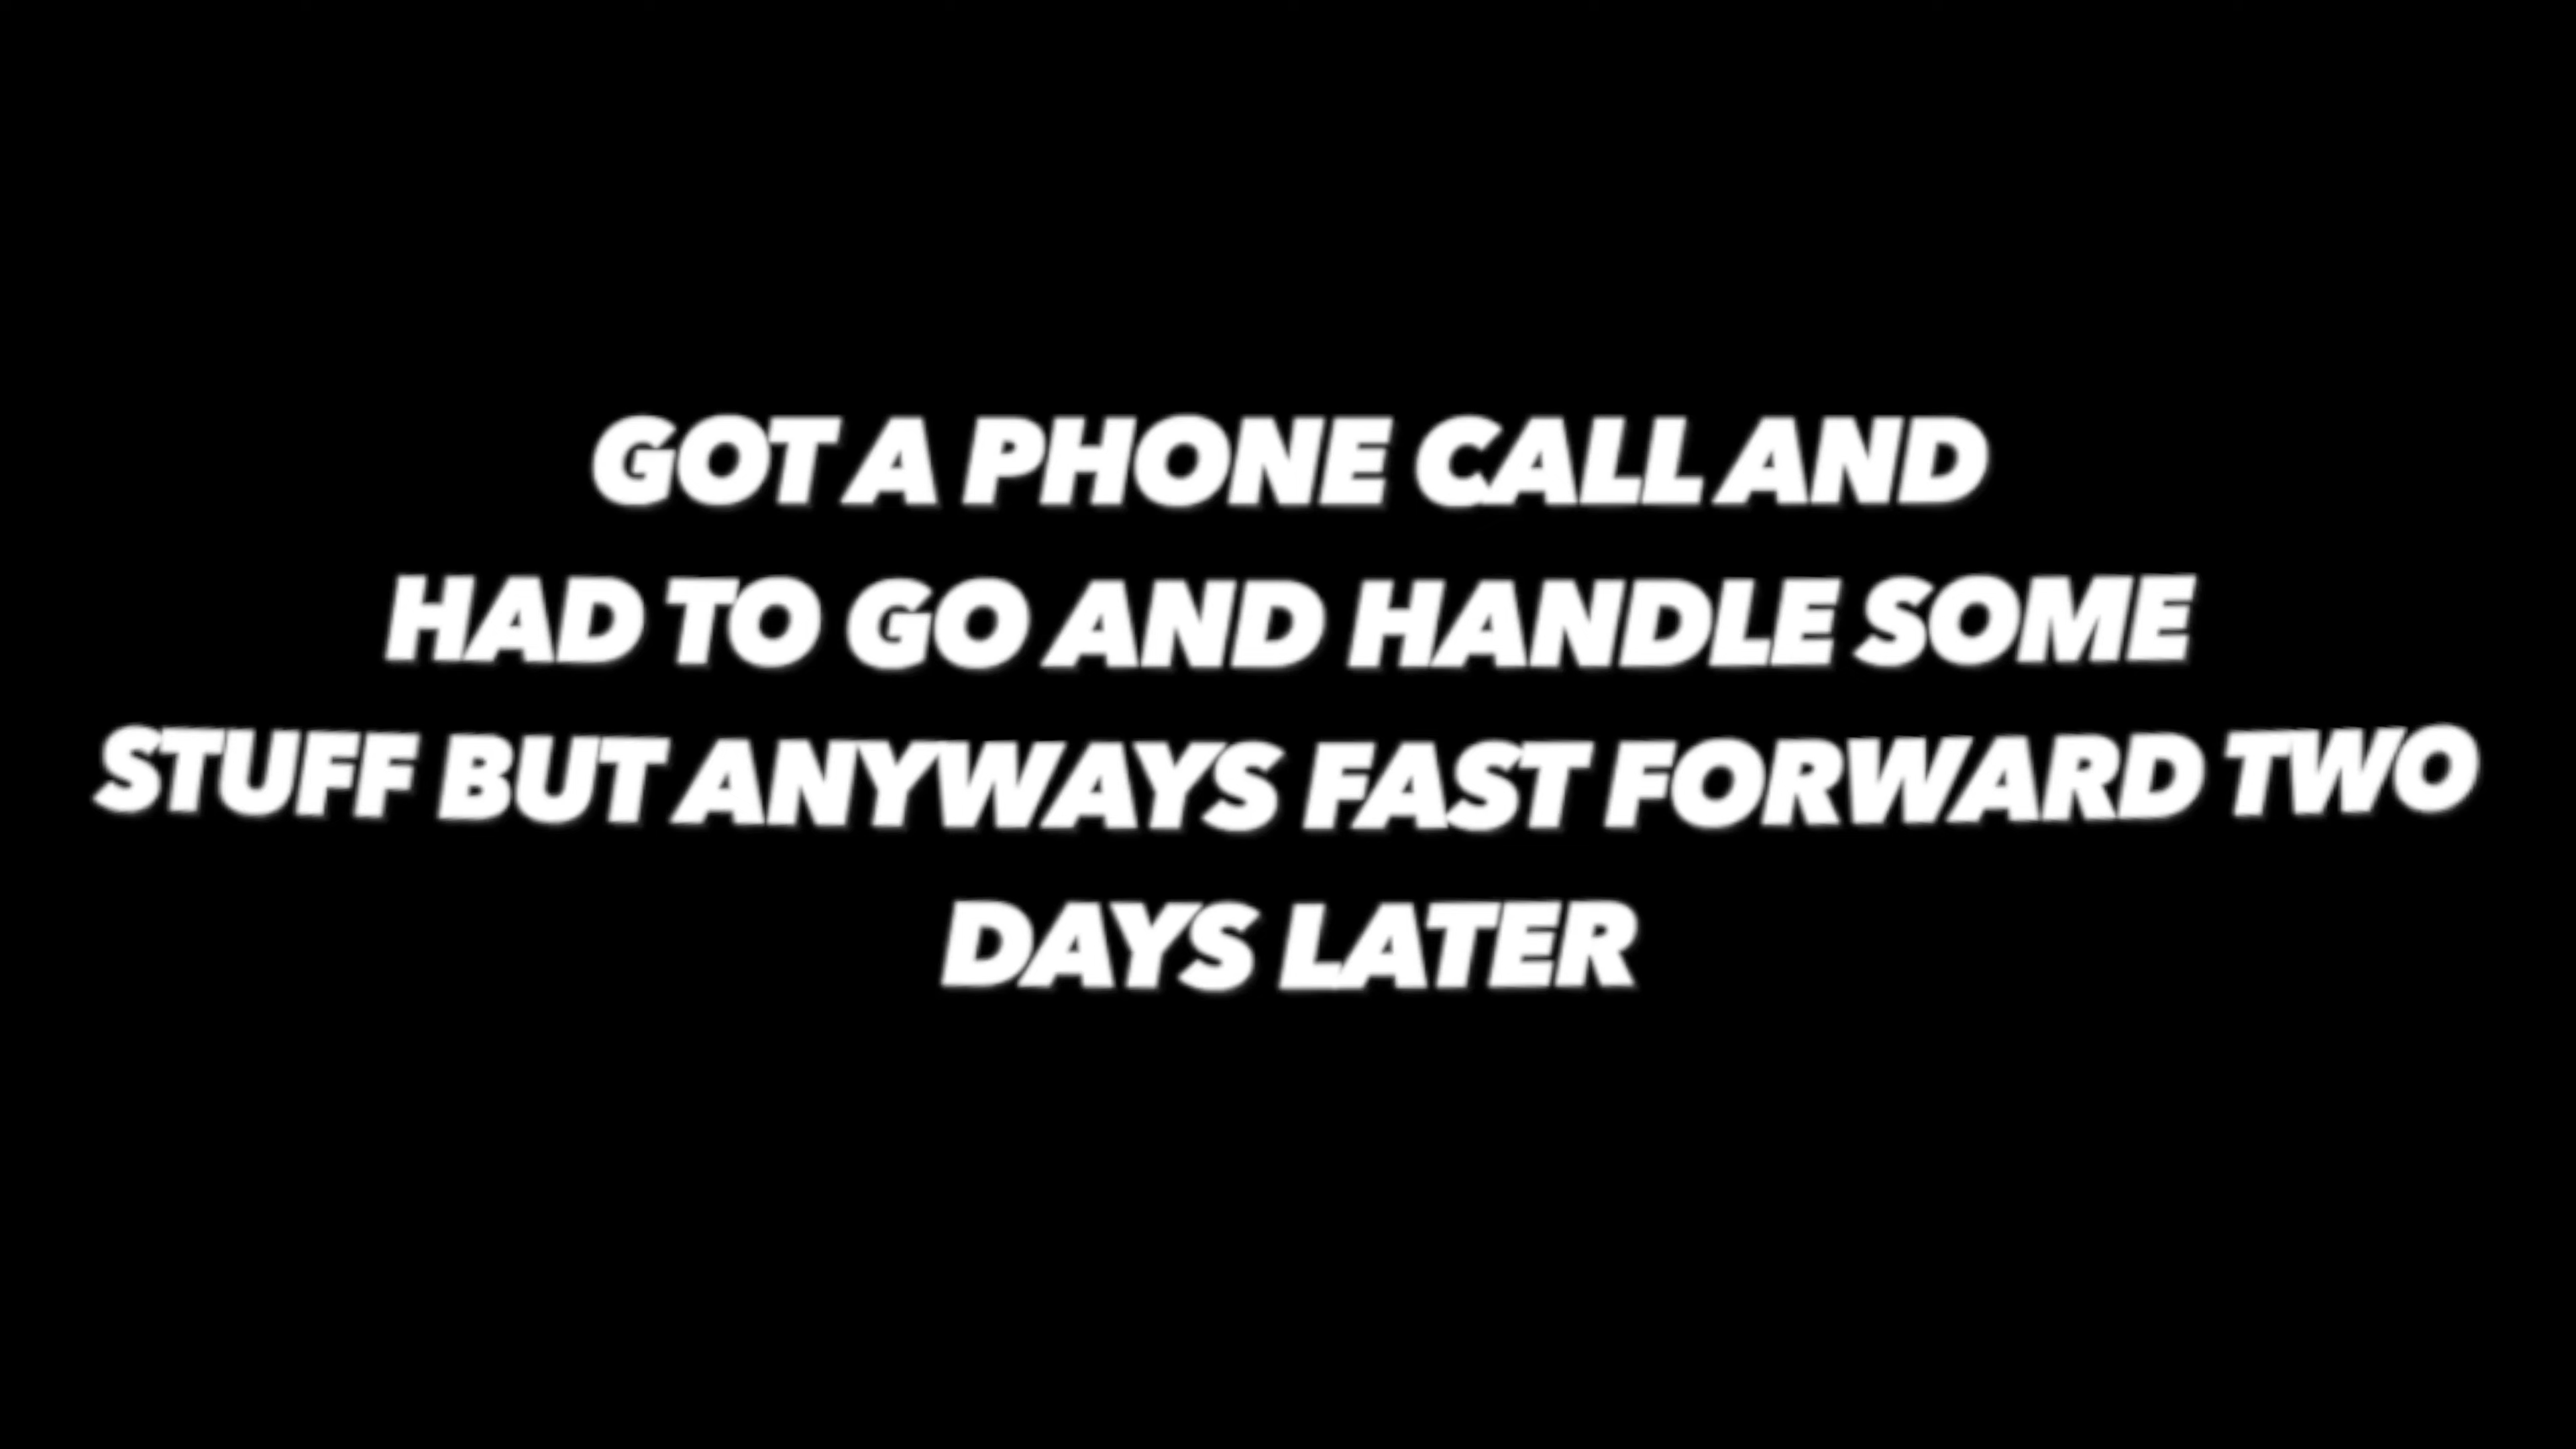 GOT A PHONE CALL AND
HAD TO GO AND HANDLE SOME
STUFF BUT ANYWAYS FAST FORWARD TWO
DAYS LATER